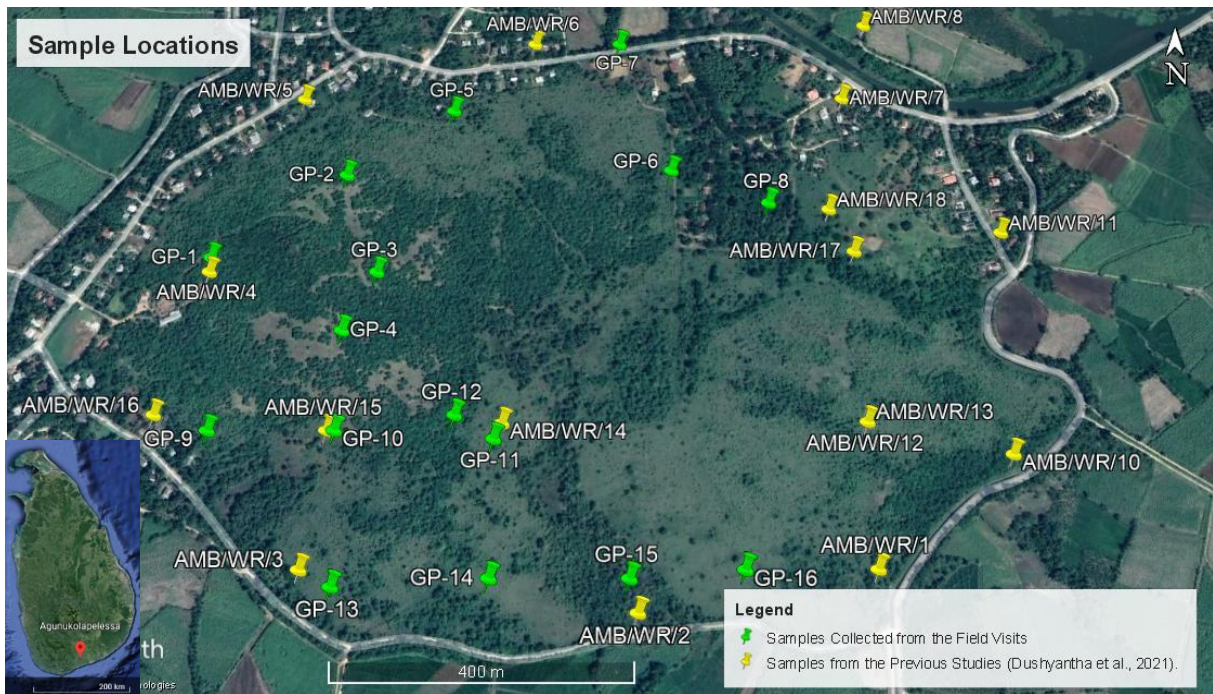 Sample Locations
AMB/WR/6
AMB/WR/8
GP-7
N
AMB/WR/5
GP-5
AMB/WR/7
GP-2
GP-6
GP-8
AMB/WR/18
AMB/WR/11
GP-1
GP-3
AMB/WR/17
AMB/WR/4
GP-4
AMB/WR/16
AMB/WR/15
GP-12
AMB/WR/13
GP-9
GP-10
AMB/WR/14
AMB/WR/12
GP-11
AMB/WR/10
AMB/WR/3
GP-13
GP-14
GP-15
GP-16
AMB/WR/1
AMB/WR/2
Legend
Samples Collected from the Field Visits
Samples from the Previous Studies (Dushyantha et al., 2021).
Agunukolapelessa
th
400 m
200 km
ologies